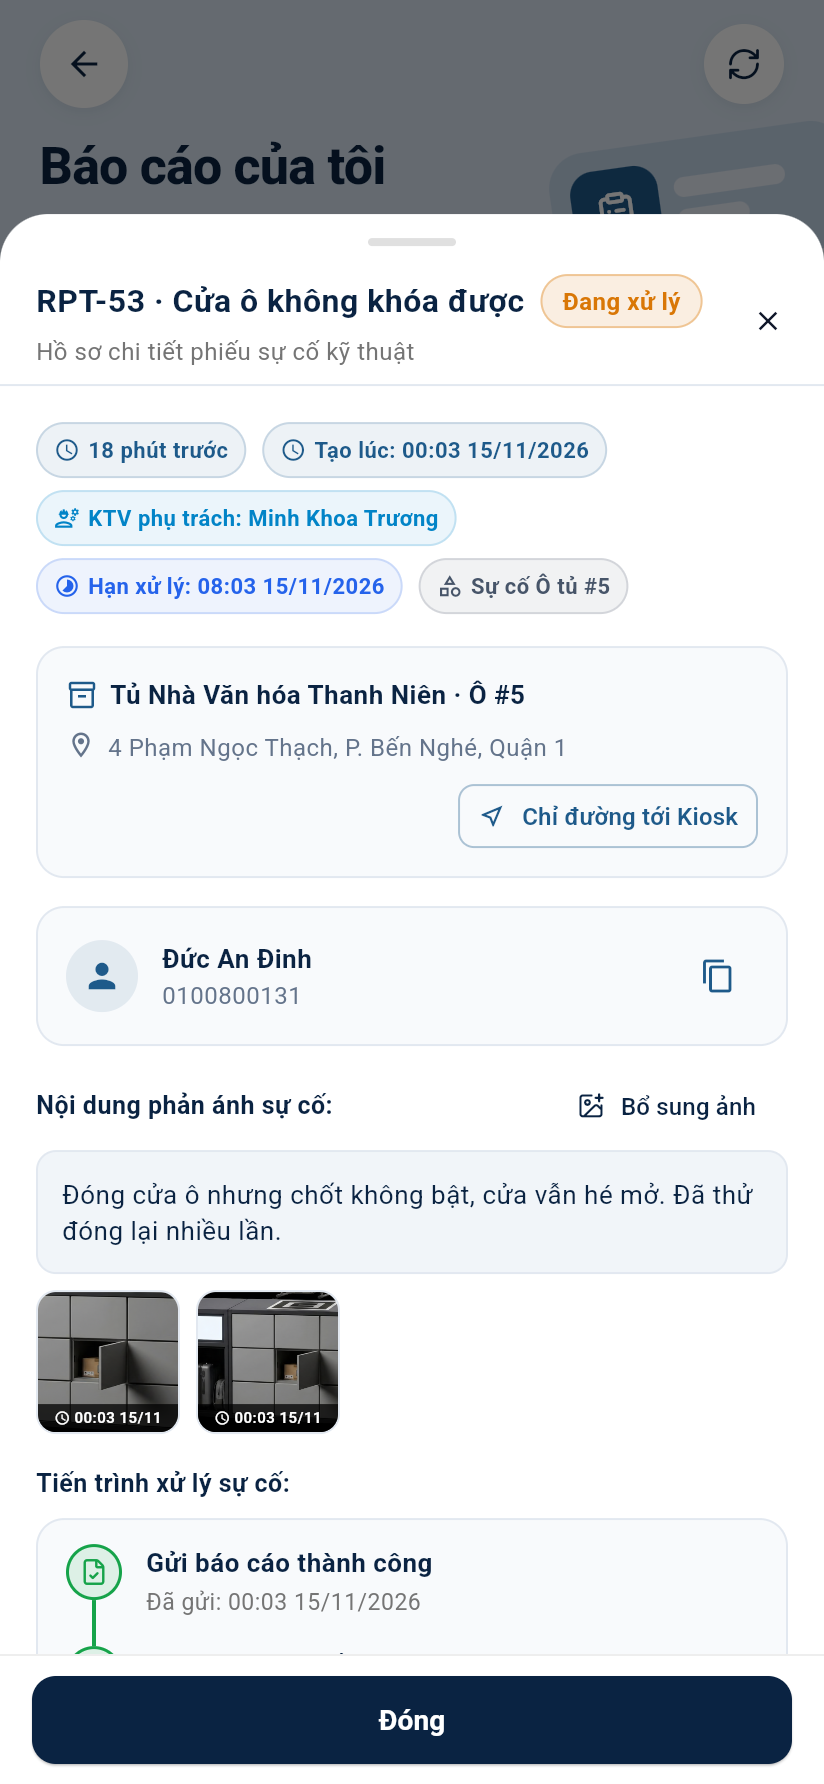 Báo cáo của tôi
RPT-53 · Cửa ô không khóa được
Đang xử lý
Hồ sơ chi tiết phiếu sự cố kỹ thuật
18 phút trước
Tạo lúc: 00:03 15/11/2026
KTV phụ trách: Minh Khoa Trương
Hạn xử lý: 08:03 15/11/2026
Sự cố Ô tủ #5
Tủ Nhà Văn hóa Thanh Niên · Ô #5
4 Phạm Ngọc Thạch, P. Bến Nghé, Quận 1
Chỉ đường tới Kiosk
Đức An Đinh
0100800131
Nội dung phản ánh sự cố:
Bổ sung ảnh
Đóng cửa ô nhưng chốt không bật, cửa vẫn hé mở. Đã thử
đóng lại nhiều lần.
00:03 15/11
00:03 15/11
Tiến trình xử lý sự cố:
Gửi báo cáo thành công
Đã gửi: 00:03 15/11/2026
Đóng